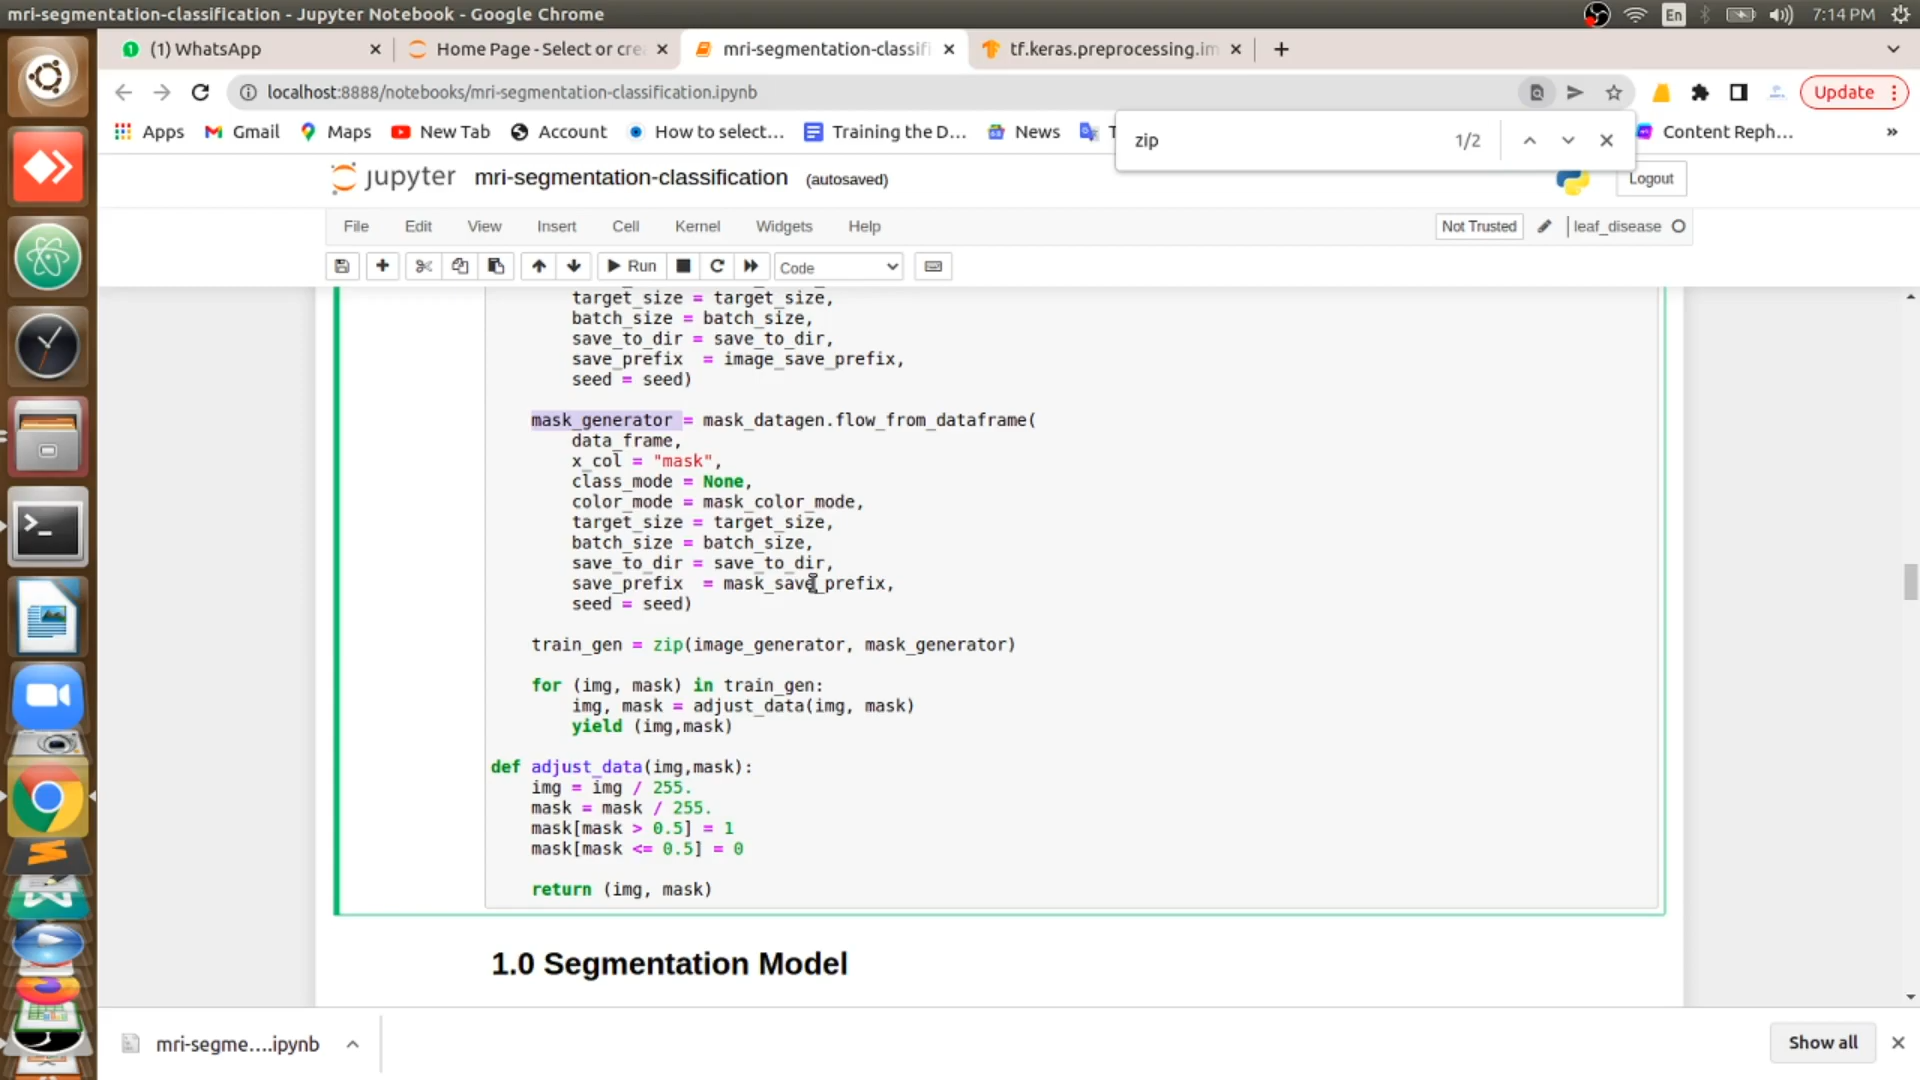 mri-segmentation-classification - Jupyter Notebook - Google Chrome
En
7:14 PM
(1) WhatsApp
Home Page - Select or cre
mri-segmentation-classifi
tf.keras.preprocessing.im
localhost:8888/notebooks/mri-segmentation-classification.ipynb
Update
Apps
Gmail
Maps
New Tab
Account
How to select...
Training the D...
News
Content Reph...
»
zip
1/2
jupyter
mri-segmentation-classification
(autosaved)
Logout
File
Edit
View
Insert
Cell
Kernel
Widgets
Help
Not Trusted
leaf_disease
Run
Code
target_size = target_size,
batch_size = batch_size,
save_to_dir = save_to_dir,
save_prefix  = image_save_prefix,
seed = seed)
mask_generator = mask_datagen.flow_from_dataframe(
data_frame,
x_col = "mask",
class_mode = None,
color_mode = mask_color_mode,
target_size = target_size,
batch_size = batch_size,
save_to_dir = save_to_dir,
save_prefix  = mask_save_prefix,
seed = seed)
train_gen = zip(image_generator, mask_generator)
for (img, mask) in train_gen:
img, mask = adjust_data(img, mask)
yield (img,mask)
def adjust_data(img,mask):
img = img / 255.
mask = mask / 255.
mask[mask > 0.5] = 1
mask[mask <= 0.5] = 0
return (img, mask)
1.0 Segmentation Model
mri-segme....ipynb
Show all